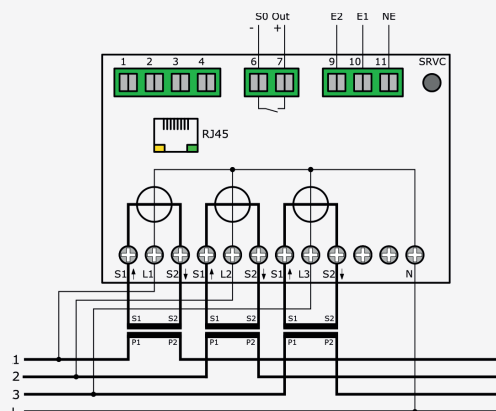 S0 Out E2 E1 NE
- +
1 2 3 4 6 7 9 10 11 SRVC
RJ45
S1 L1 S2 S1 L2 S2 S1 L3 S2 N
S1 S2 S1 S2 S1 S2
P1 P2 P1 P2 P1 P2
1
2
3